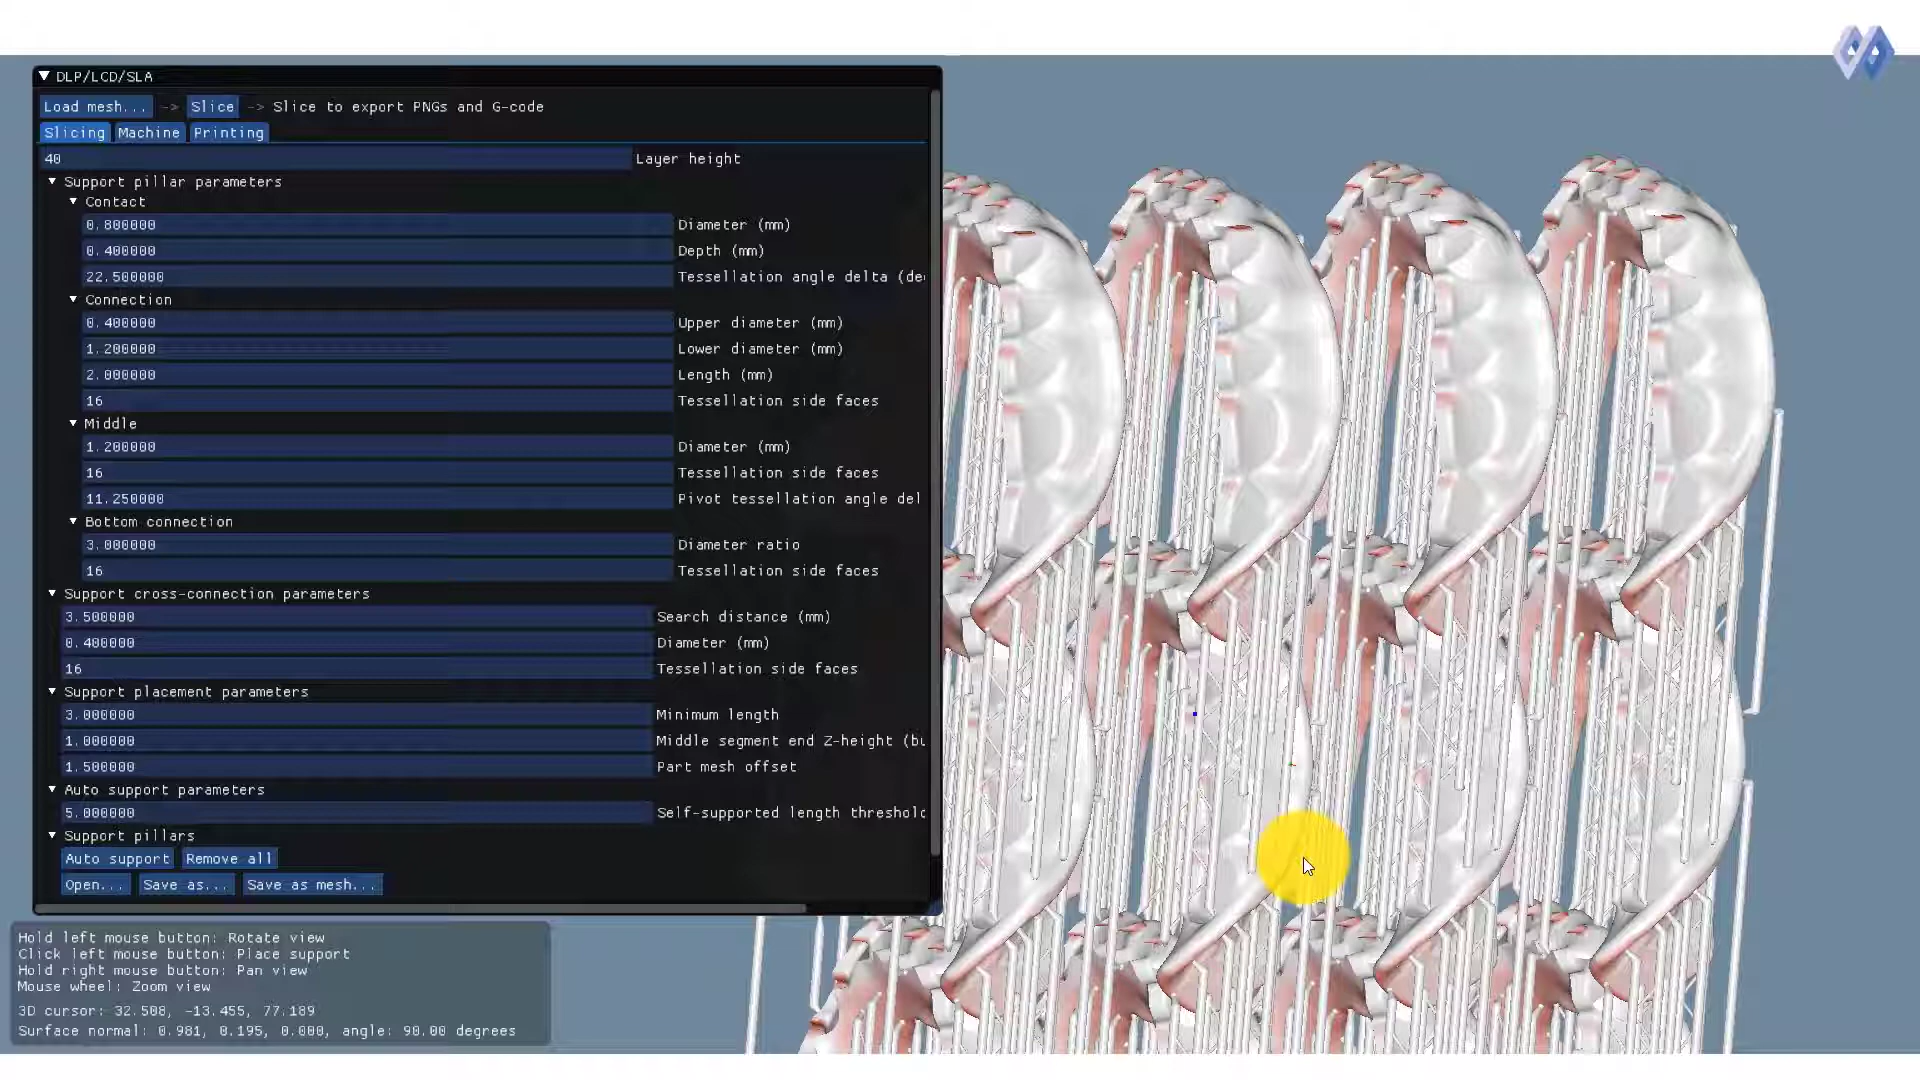 DLP/LCD/SLA
Load mesh... -> Slice -> Slice to export PNGs and G-code
Slicing Machine Printing
40 Layer height
Support pillar parameters
Contact
0.800000 Diameter (mm)
0.400000 Depth (mm)
22.500000 Tessellation angle delta (de
Connection
0.400000 Upper diameter (mm)
1.200000 Lower diameter (mm)
2.000000 Length (mm)
16 Tessellation side faces
Middle
1.200000 Diameter (mm)
16 Tessellation side faces
11.250000 Pivot tessellation angle del
Bottom connection
3.000000 Diameter ratio
16 Tessellation side faces
Support cross-connection parameters
3.500000 Search distance (mm)
0.400000 Diameter (mm)
16 Tessellation side faces
Support placement parameters
3.000000 Minimum length
1.000000 Middle segment end Z-height (bu
1.500000 Part mesh offset
Auto support parameters
5.000000 Self-supported length threshold
Support pillars
Auto support Remove all
Open... Save as... Save as mesh...
Hold left mouse button: Rotate view
Click left mouse button: Place support
Hold right mouse button: Pan view
Mouse wheel: Zoom view
3D cursor: 32.508, -13.455, 77.189
Surface normal: 0.981, 0.195, 0.000, angle: 90.00 degrees